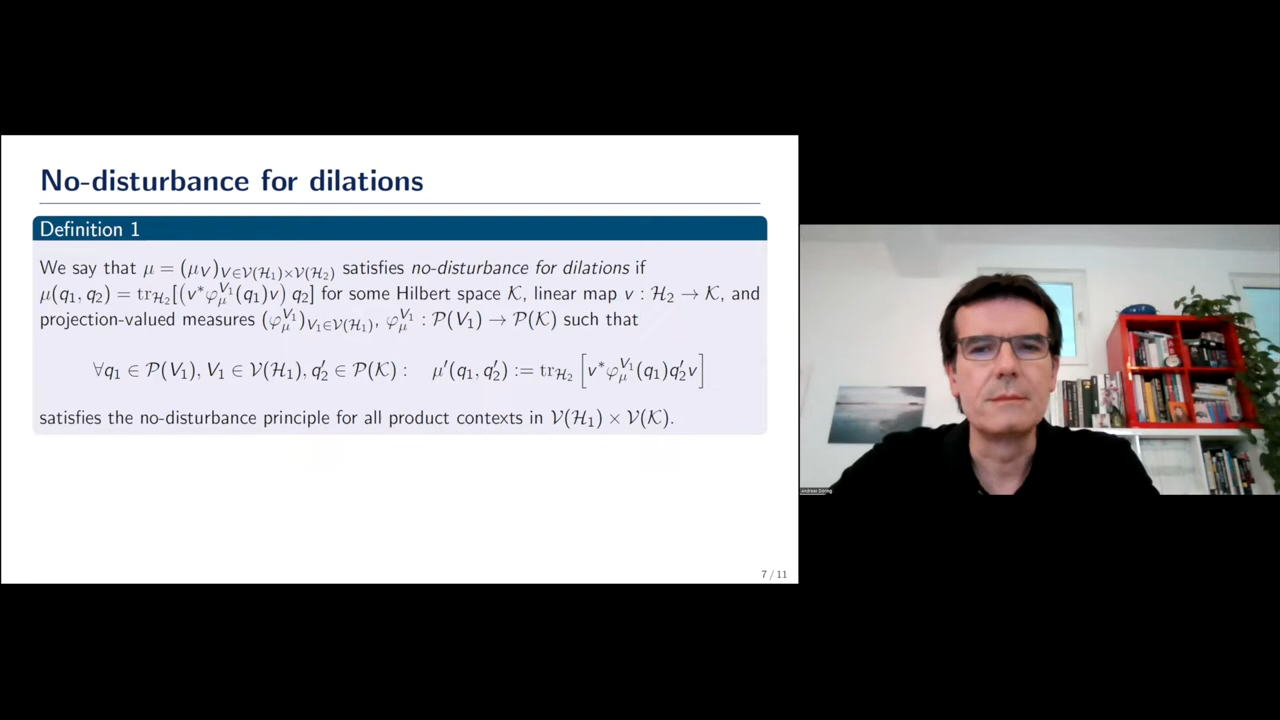 No-disturbance for dilations
Definition 1
We say that μ = (μ_V)_{V∈𝒱(ℋ₁)×𝒱(ℋ₂)} satisfies no-disturbance for dilations if
μ(q₁, q₂) = tr_{ℋ₂}[(v*φ_μ^{V₁}(q₁)v) q₂] for some Hilbert space 𝒦, linear map v : ℋ₂ → 𝒦, and
projection-valued measures (φ_μ^{V₁})_{V₁∈𝒱(ℋ₁)}, φ_μ^{V₁} : 𝒫(V₁) → 𝒫(𝒦) such that
∀q₁ ∈ 𝒫(V₁), V₁ ∈ 𝒱(ℋ₁), q₂′ ∈ 𝒫(𝒦) : μ′(q₁, q₂′) := tr_{ℋ₂} [v*φ_μ^{V₁}(q₁)q₂′v]
satisfies the no-disturbance principle for all product contexts in 𝒱(ℋ₁) × 𝒱(𝒦).
7 / 11
Andreas Döring